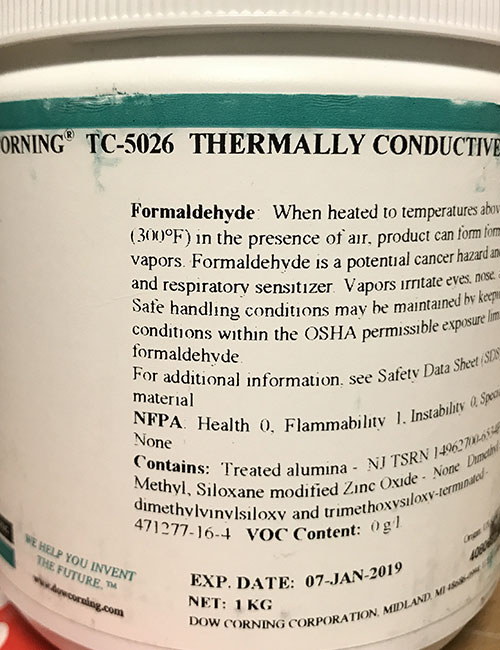 ORNING® TC-5026 THERMALLY CONDUCTIVE
Formaldehyde: When heated to temperatures abov
(300°F) in the presence of air, product can form form
vapors. Formaldehyde is a potential cancer hazard an
and respiratory sensitizer. Vapors irritate eyes, nose,
Safe handling conditions may be maintained by keepi
conditions within the OSHA permissible exposure lim
formaldehyde.
For additional information, see Safety Data Sheet (SDS
material
NFPA: Health 0, Flammability 1, Instability 0, Speci
None
Contains: Treated alumina - NJ TSRN 14962700-
Methyl, Siloxane modified Zinc Oxide - None Dimethyl
dimethylvinylsiloxy and trimethoxysiloxy-terminated-
471277-16-4 VOC Content: 0 g/l
WE HELP YOU INVENT
THE FUTURE.™
www.dowcorning.com
EXP. DATE: 07-JAN-2019
NET: 1 KG
DOW CORNING CORPORATION, MIDLAND, MI